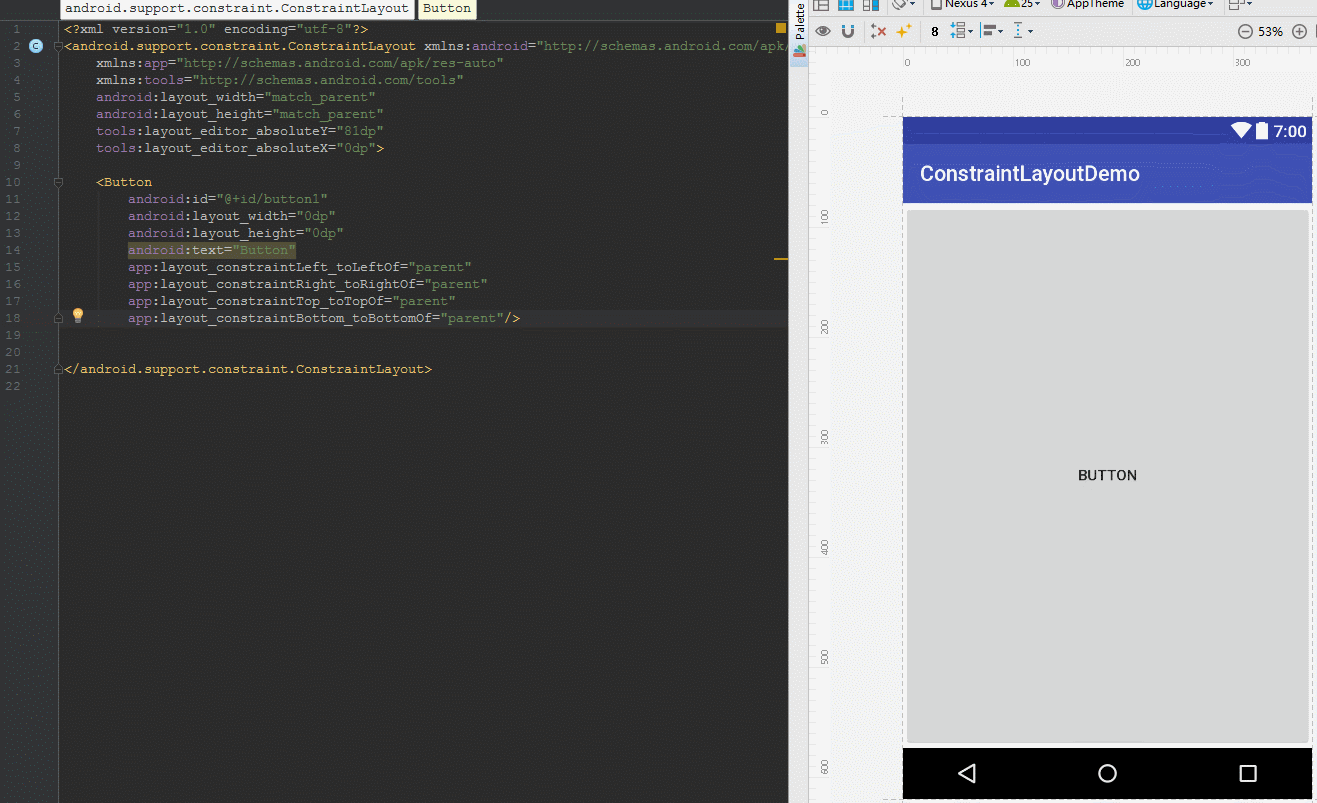 android.support.constraint.ConstraintLayout Button
1 <?xml version="1.0" encoding="utf-8"?>
2 <android.support.constraint.ConstraintLayout xmlns:android="http://schemas.android.com/apk/
3 xmlns:app="http://schemas.android.com/apk/res-auto"
4 xmlns:tools="http://schemas.android.com/tools"
5 android:layout_width="match_parent"
6 android:layout_height="match_parent"
7 tools:layout_editor_absoluteY="81dp"
8 tools:layout_editor_absoluteX="0dp">
9
10 <Button
11 android:id="@+id/button1"
12 android:layout_width="0dp"
13 android:layout_height="0dp"
14 android:text="Button"
15 app:layout_constraintLeft_toLeftOf="parent"
16 app:layout_constraintRight_toRightOf="parent"
17 app:layout_constraintTop_toTopOf="parent"
18 app:layout_constraintBottom_toBottomOf="parent"/>
19
20
21 </android.support.constraint.ConstraintLayout>
22
C
Palette
Nexus 4 25 AppTheme Language
8 53%
0 100 200 300
0
100
200
300
400
500
600
7:00
ConstraintLayoutDemo
BUTTON